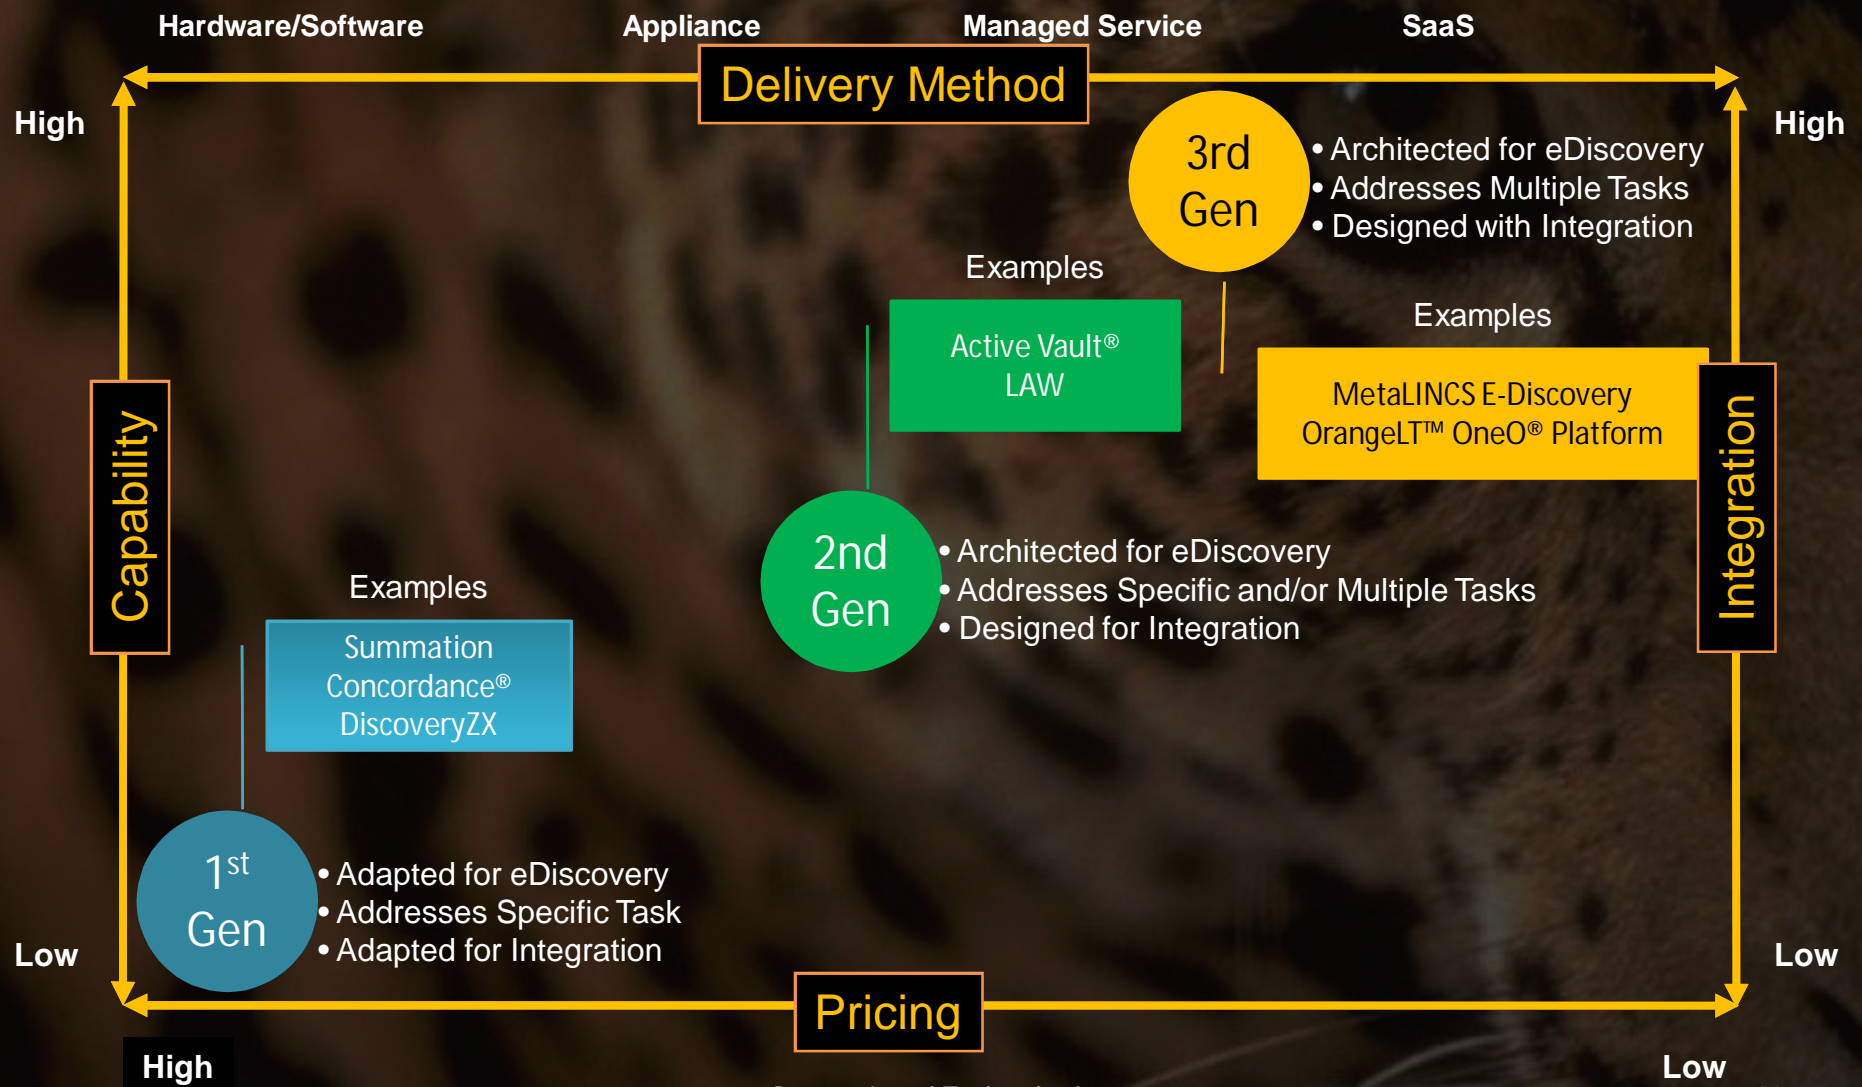 Hardware/Software
Appliance
Managed Service
SaaS
Delivery Method
High
High
3rd
Gen
• Architected for eDiscovery
• Addresses Multiple Tasks
• Designed with Integration
Examples
Active Vault®
LAW
Examples
MetaLINCS E-Discovery
OrangeLT™ OneO® Platform
Capability
Integration
2nd
Gen
• Architected for eDiscovery
• Addresses Specific and/or Multiple Tasks
• Designed for Integration
Examples
Summation
Concordance®
DiscoveryZX
1st
Gen
• Adapted for eDiscovery
• Addresses Specific Task
• Adapted for Integration
Low
Low
Pricing
High
Low